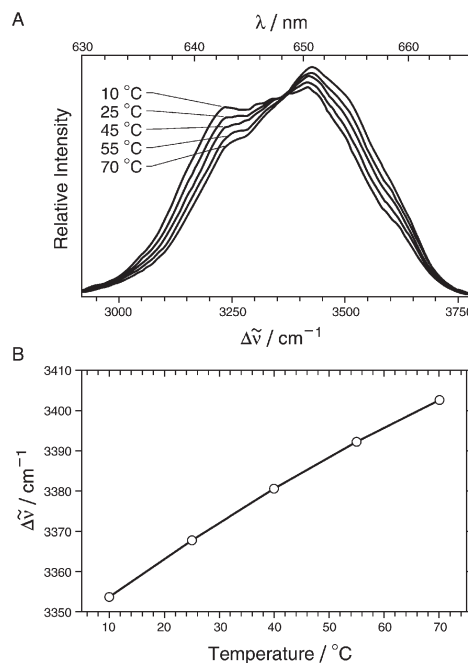 A
λ / nm
630 640 650 660
10 °C
25 °C
45 °C
55 °C
70 °C
Relative Intensity
3000 3250 3500 3750
Δν̃ / cm⁻¹
B
3410
3400
3390
3380
3370
3360
3350
Δν̃ / cm⁻¹
10 20 30 40 50 60 70
Temperature / °C